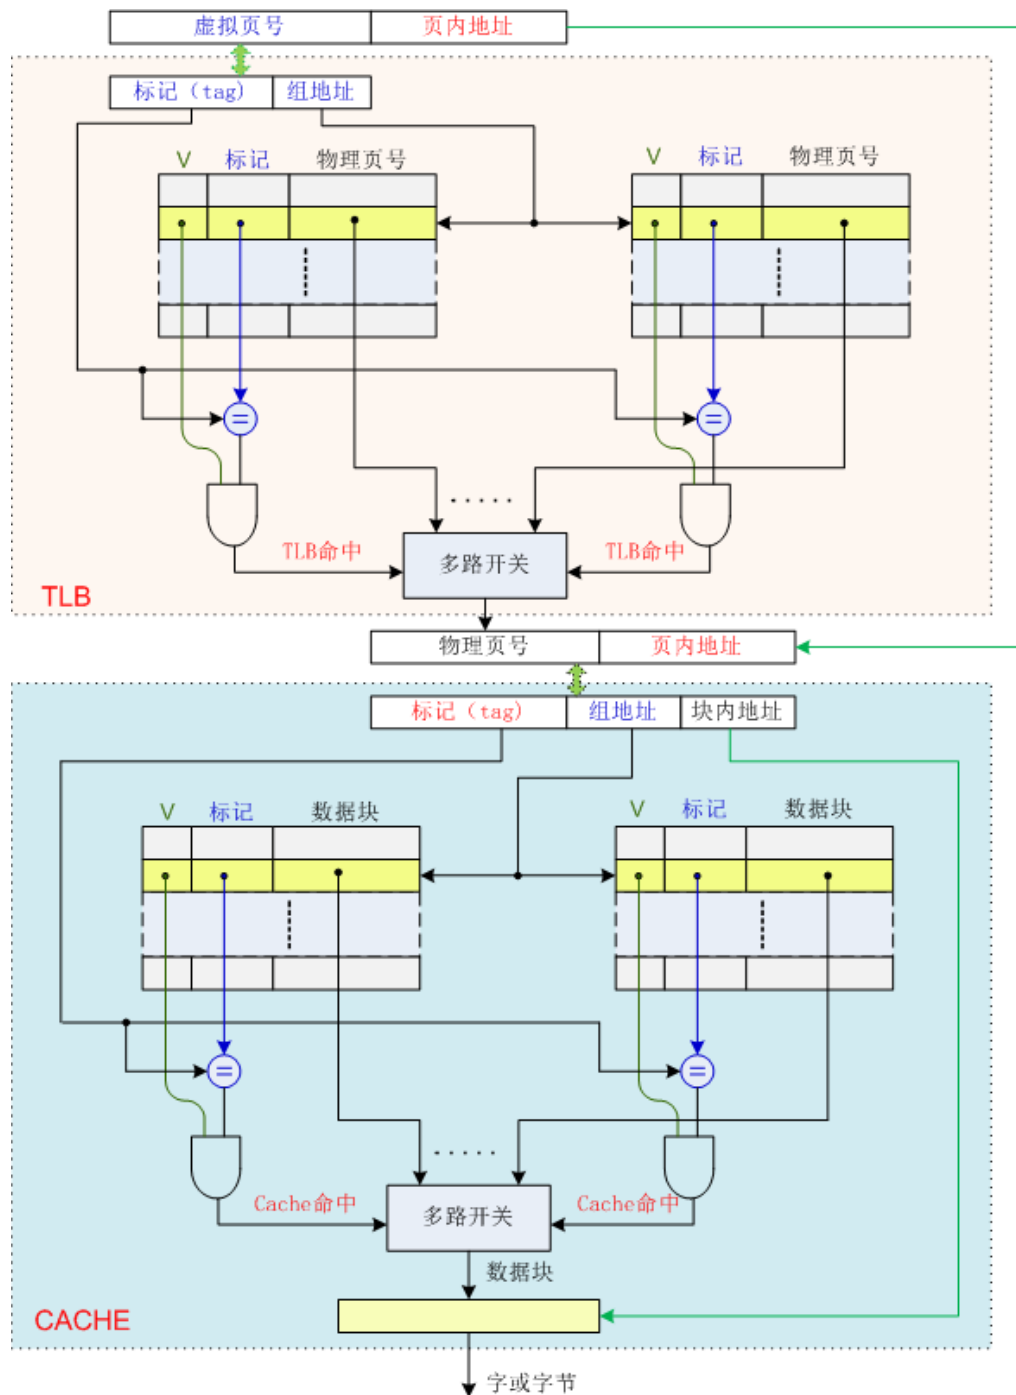 虚拟页号 页内地址
标记（tag) 组地址
V 标记 物理页号 V 标记 物理页号
= =
TLB命中 多路开关 TLB命中
TLB
物理页号 页内地址
标记（tag) 组地址 块内地址
V 标记 数据块 V 标记 数据块
= =
Cache命中 多路开关 Cache命中
数据块
CACHE
字或字节